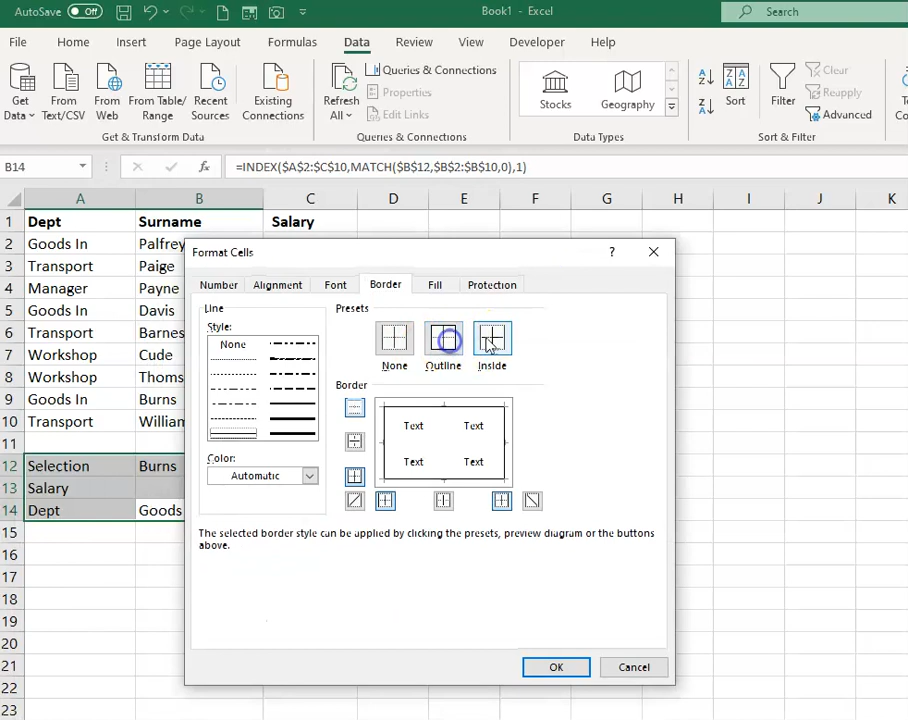 AutoSave Off Book1 - Excel Search
File Home Insert Page Layout Formulas Data Review View Developer Help
Get Data From Text/CSV From Web From Table/ Range Recent Sources Existing Connections
Refresh All Queries & Connections Properties Edit Links
Stocks Geography
Sort Filter Clear Reapply Advanced
Get & Transform Data Queries & Connections Data Types Sort & Filter
B14 fx =INDEX($A$2:$C$10,MATCH($B$12,$B$2:$B$10,0),1)
A B C D E F G H I J K
1 Dept Surname Salary
2 Goods In Palfrey
3 Transport Paige
4 Manager Payne
5 Goods In Davis
6 Transport Barnes
7 Workshop Cude
8 Workshop Thoms
9 Goods In Burns
10 Transport William
11
12 Selection Burns
13 Salary
14 Dept Goods
15
16
17
18
19
20
21
22
23
Format Cells ?
Number Alignment Font Border Fill Protection
Line
Style:
None
Color:
Automatic
Presets
None Outline Inside
Border
Text Text
Text Text
The selected border style can be applied by clicking the presets, preview diagram or the buttons
above.
OK Cancel